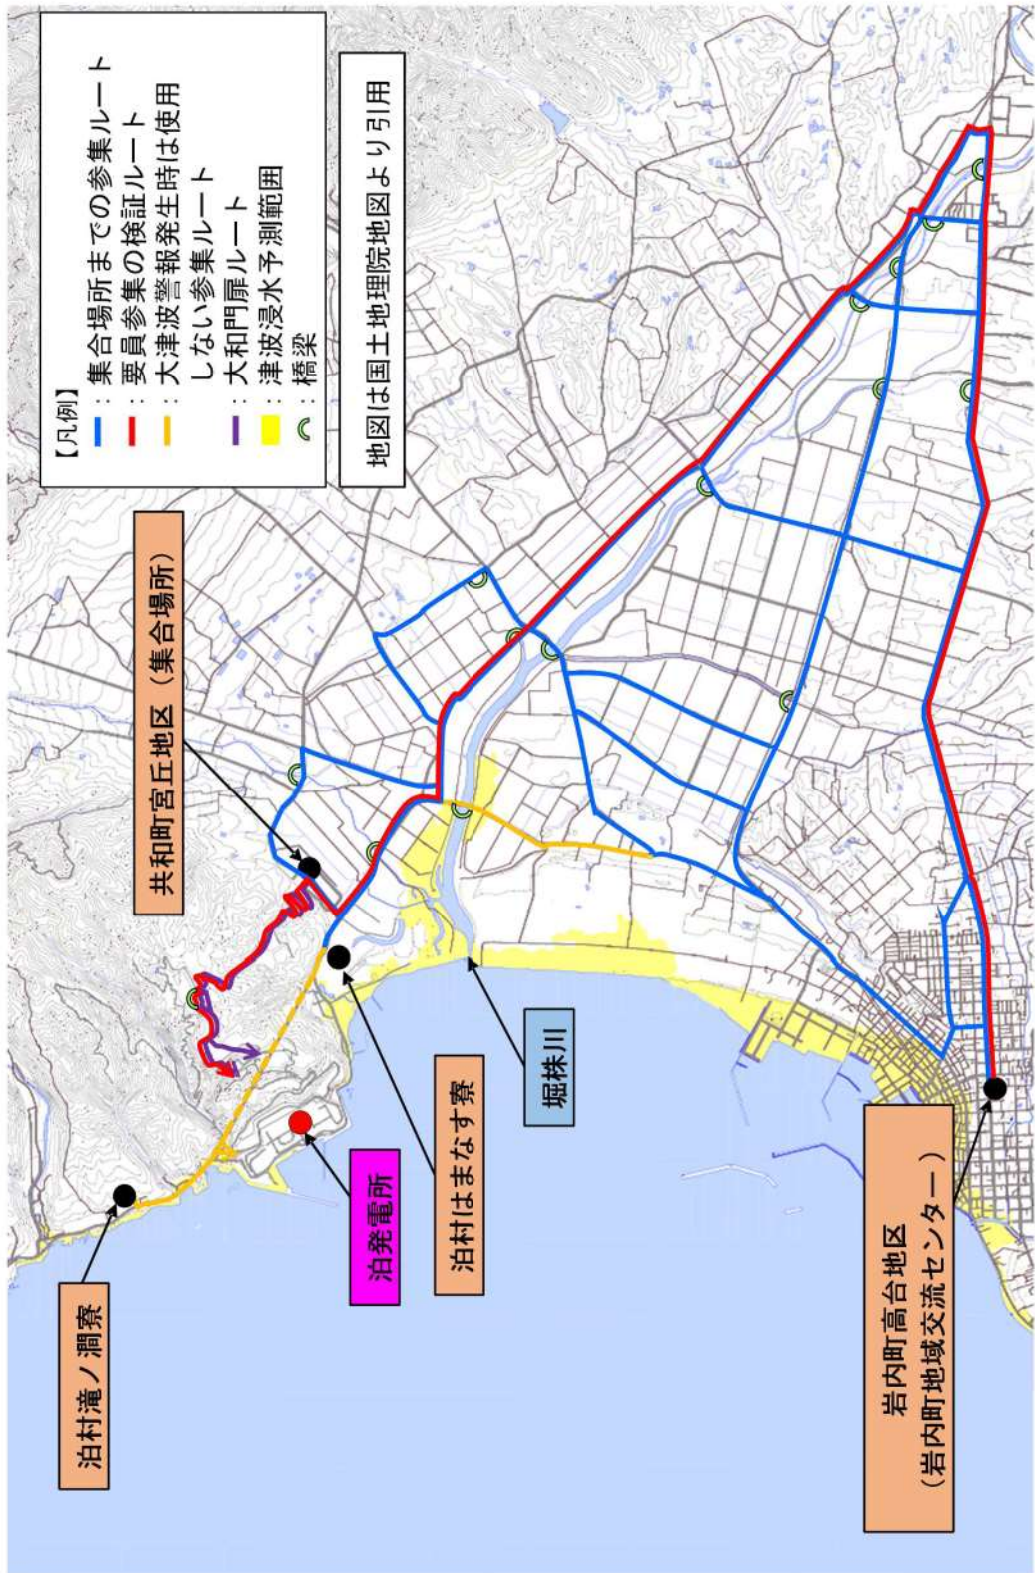 【凡例】
：集合場所までの参集ルート
：要員参集の検証ルート
：大津波警報発生時は使用
しない参集ルート
：大和門扉ルート
：津波浸水予測範囲
：橋梁
地図は国土地理院地図より引用
共和町宮丘地区（集合場所）
泊村滝ノ澗寮
泊発電所
泊村はまなす寮
堀株川
岩内町高台地区
（岩内町地域交流センター）